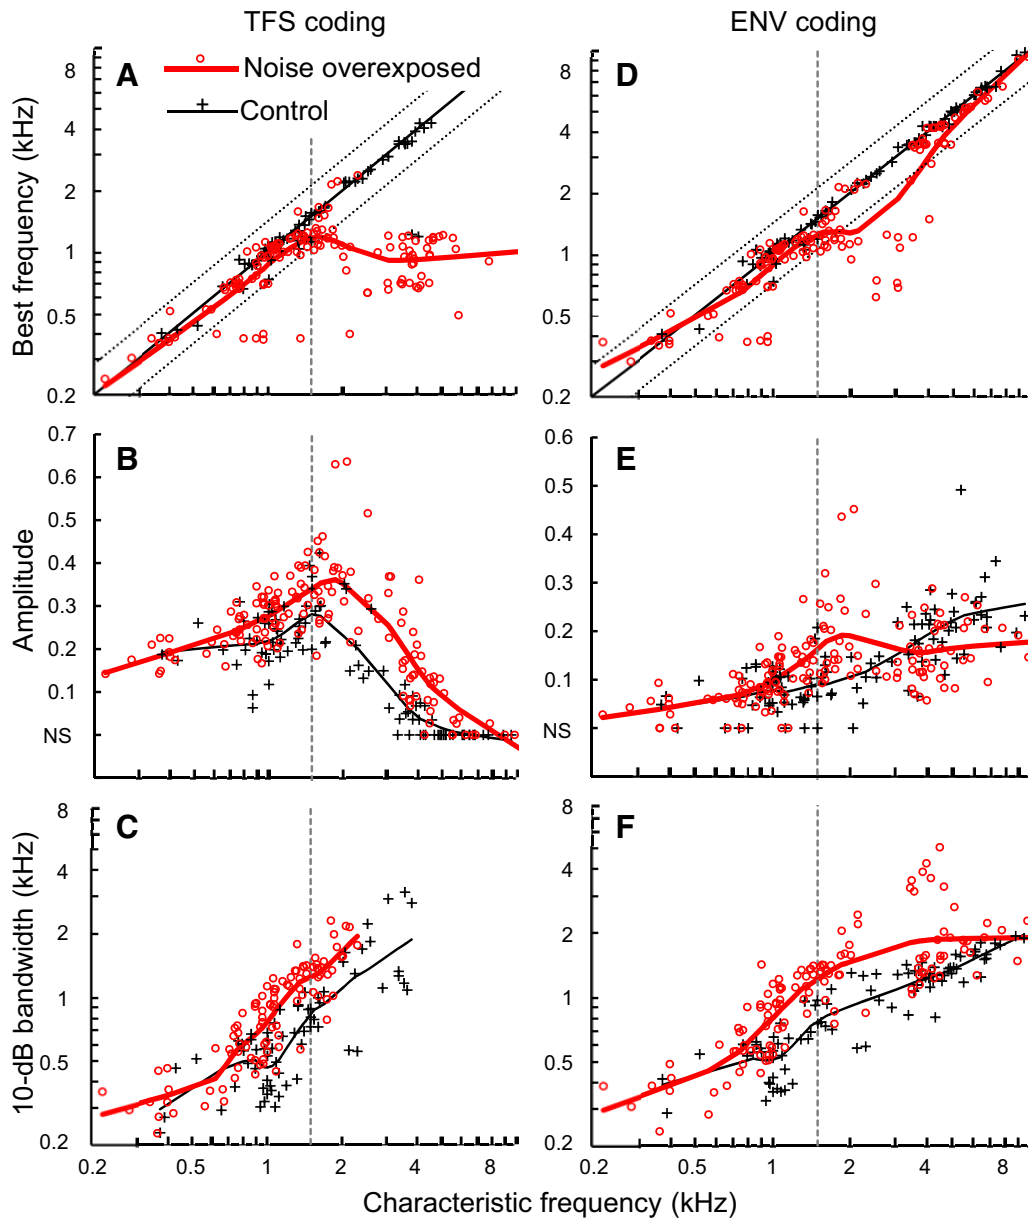 TFS coding
ENV coding
A
Noise overexposed
Control
D
Best frequency (kHz)
8
4
2
1
0.5
0.2
8
4
2
1
0.5
0.2
B
E
Amplitude
0.7
0.6
0.5
0.4
0.3
0.2
0.1
NS
0.6
0.5
0.4
0.3
0.2
0.1
NS
C
F
10-dB bandwidth (kHz)
8
4
2
1
0.5
0.2
8
4
2
1
0.5
0.2
0.2 0.5 1 2 4 8
0.2 0.5 1 2 4 8
Characteristic frequency (kHz)